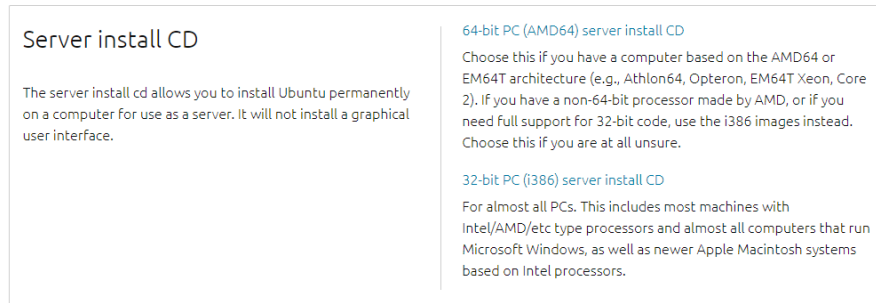 Server install CD
The server install cd allows you to install Ubuntu permanently
on a computer for use as a server. It will not install a graphical
user interface.
64-bit PC (AMD64) server install CD
Choose this if you have a computer based on the AMD64 or
EM64T architecture (e.g., Athlon64, Opteron, EM64T Xeon, Core
2). If you have a non-64-bit processor made by AMD, or if you
need full support for 32-bit code, use the i386 images instead.
Choose this if you are at all unsure.
32-bit PC (i386) server install CD
For almost all PCs. This includes most machines with
Intel/AMD/etc type processors and almost all computers that run
Microsoft Windows, as well as newer Apple Macintosh systems
based on Intel processors.